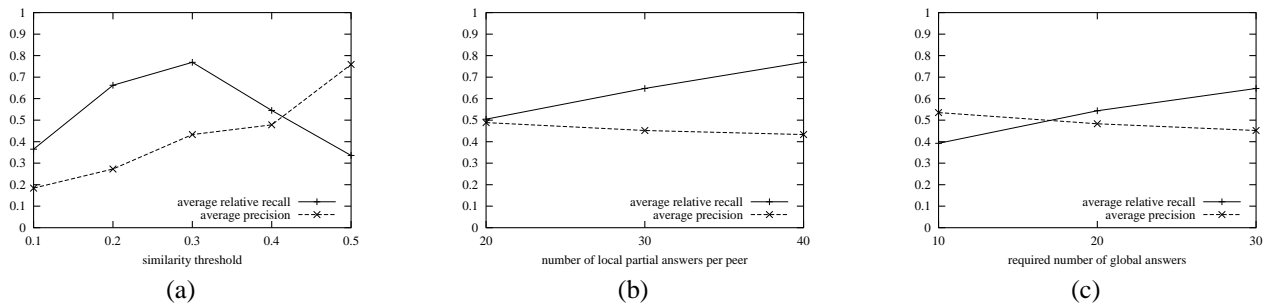 1
0.9
0.8
0.7
0.6
0.5
0.4
0.3
0.2
0.1
0
average relative recall
average precision
0.1 0.2 0.3 0.4 0.5
similarity threshold
(a)
1
0.9
0.8
0.7
0.6
0.5
0.4
0.3
0.2
0.1
0
average relative recall
average precision
20 30 40
number of local partial answers per peer
(b)
1
0.9
0.8
0.7
0.6
0.5
0.4
0.3
0.2
0.1
0
average relative recall
average precision
10 20 30
required number of global answers
(c)